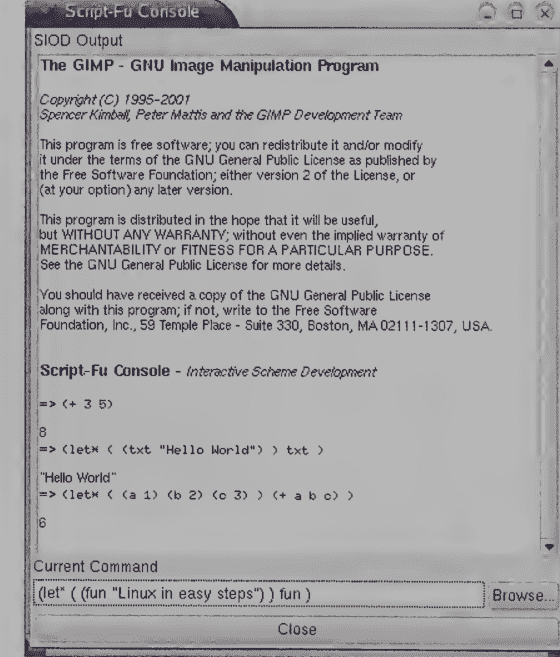 Script-Fu Console
SIOD Output
The GIMP - GNU Image Manipulation Program
Copyright (C) 1995-2001
Spencer Kimball, Peter Mattis and the GIMP Development Team
This program is free software; you can redistribute it and/or modify
it under the terms of the GNU General Public License as published by
the Free Software Foundation; either version 2 of the License, or
(at your option) any later version.
This program is distributed in the hope that it will be useful,
but WITHOUT ANY WARRANTY; without even the implied warranty of
MERCHANTABILITY or FITNESS FOR A PARTICULAR PURPOSE.
See the GNU General Public License for more details.
You should have received a copy of the GNU General Public License
along with this program; if not, write to the Free Software
Foundation, Inc., 59 Temple Place - Suite 330, Boston, MA 02111-1307, USA.
Script-Fu Console - Interactive Scheme Development
=> (+ 3 5)
8
=> (let* ( (txt "Hello World") ) txt )
"Hello World"
=> (let* ( (a 1) (b 2) (c 3) ) (+ a b c) )
6
Current Command
(let* ( (fun "Linux in easy steps") ) fun )
Browse...
Close